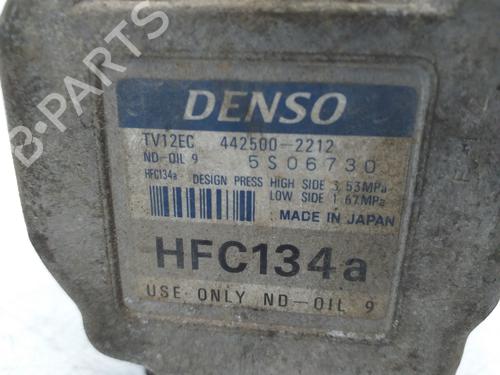 B-PARTS
DENSO
TV12EC 442500-2212
ND-OIL 9 5S06730
HFC134a DESIGN PRESS HIGH SIDE 3.53MPa
LOW SIDE 1.67MPa
MADE IN JAPAN
HFC134a
USE ONLY ND-OIL 9